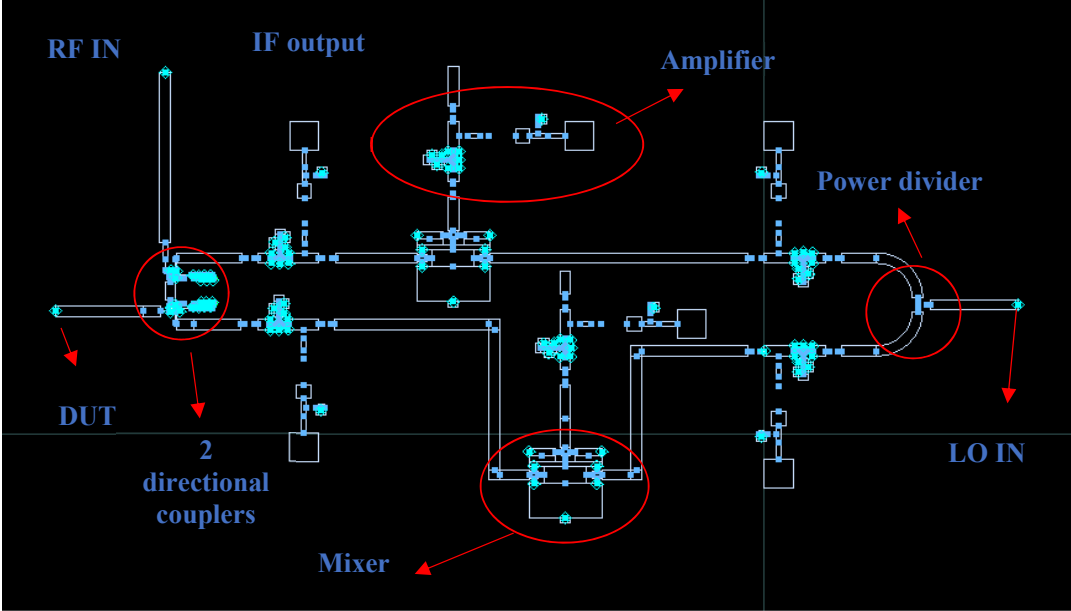 RF IN
IF output
Amplifier
Power divider
DUT
2
directional
couplers
LO IN
Mixer